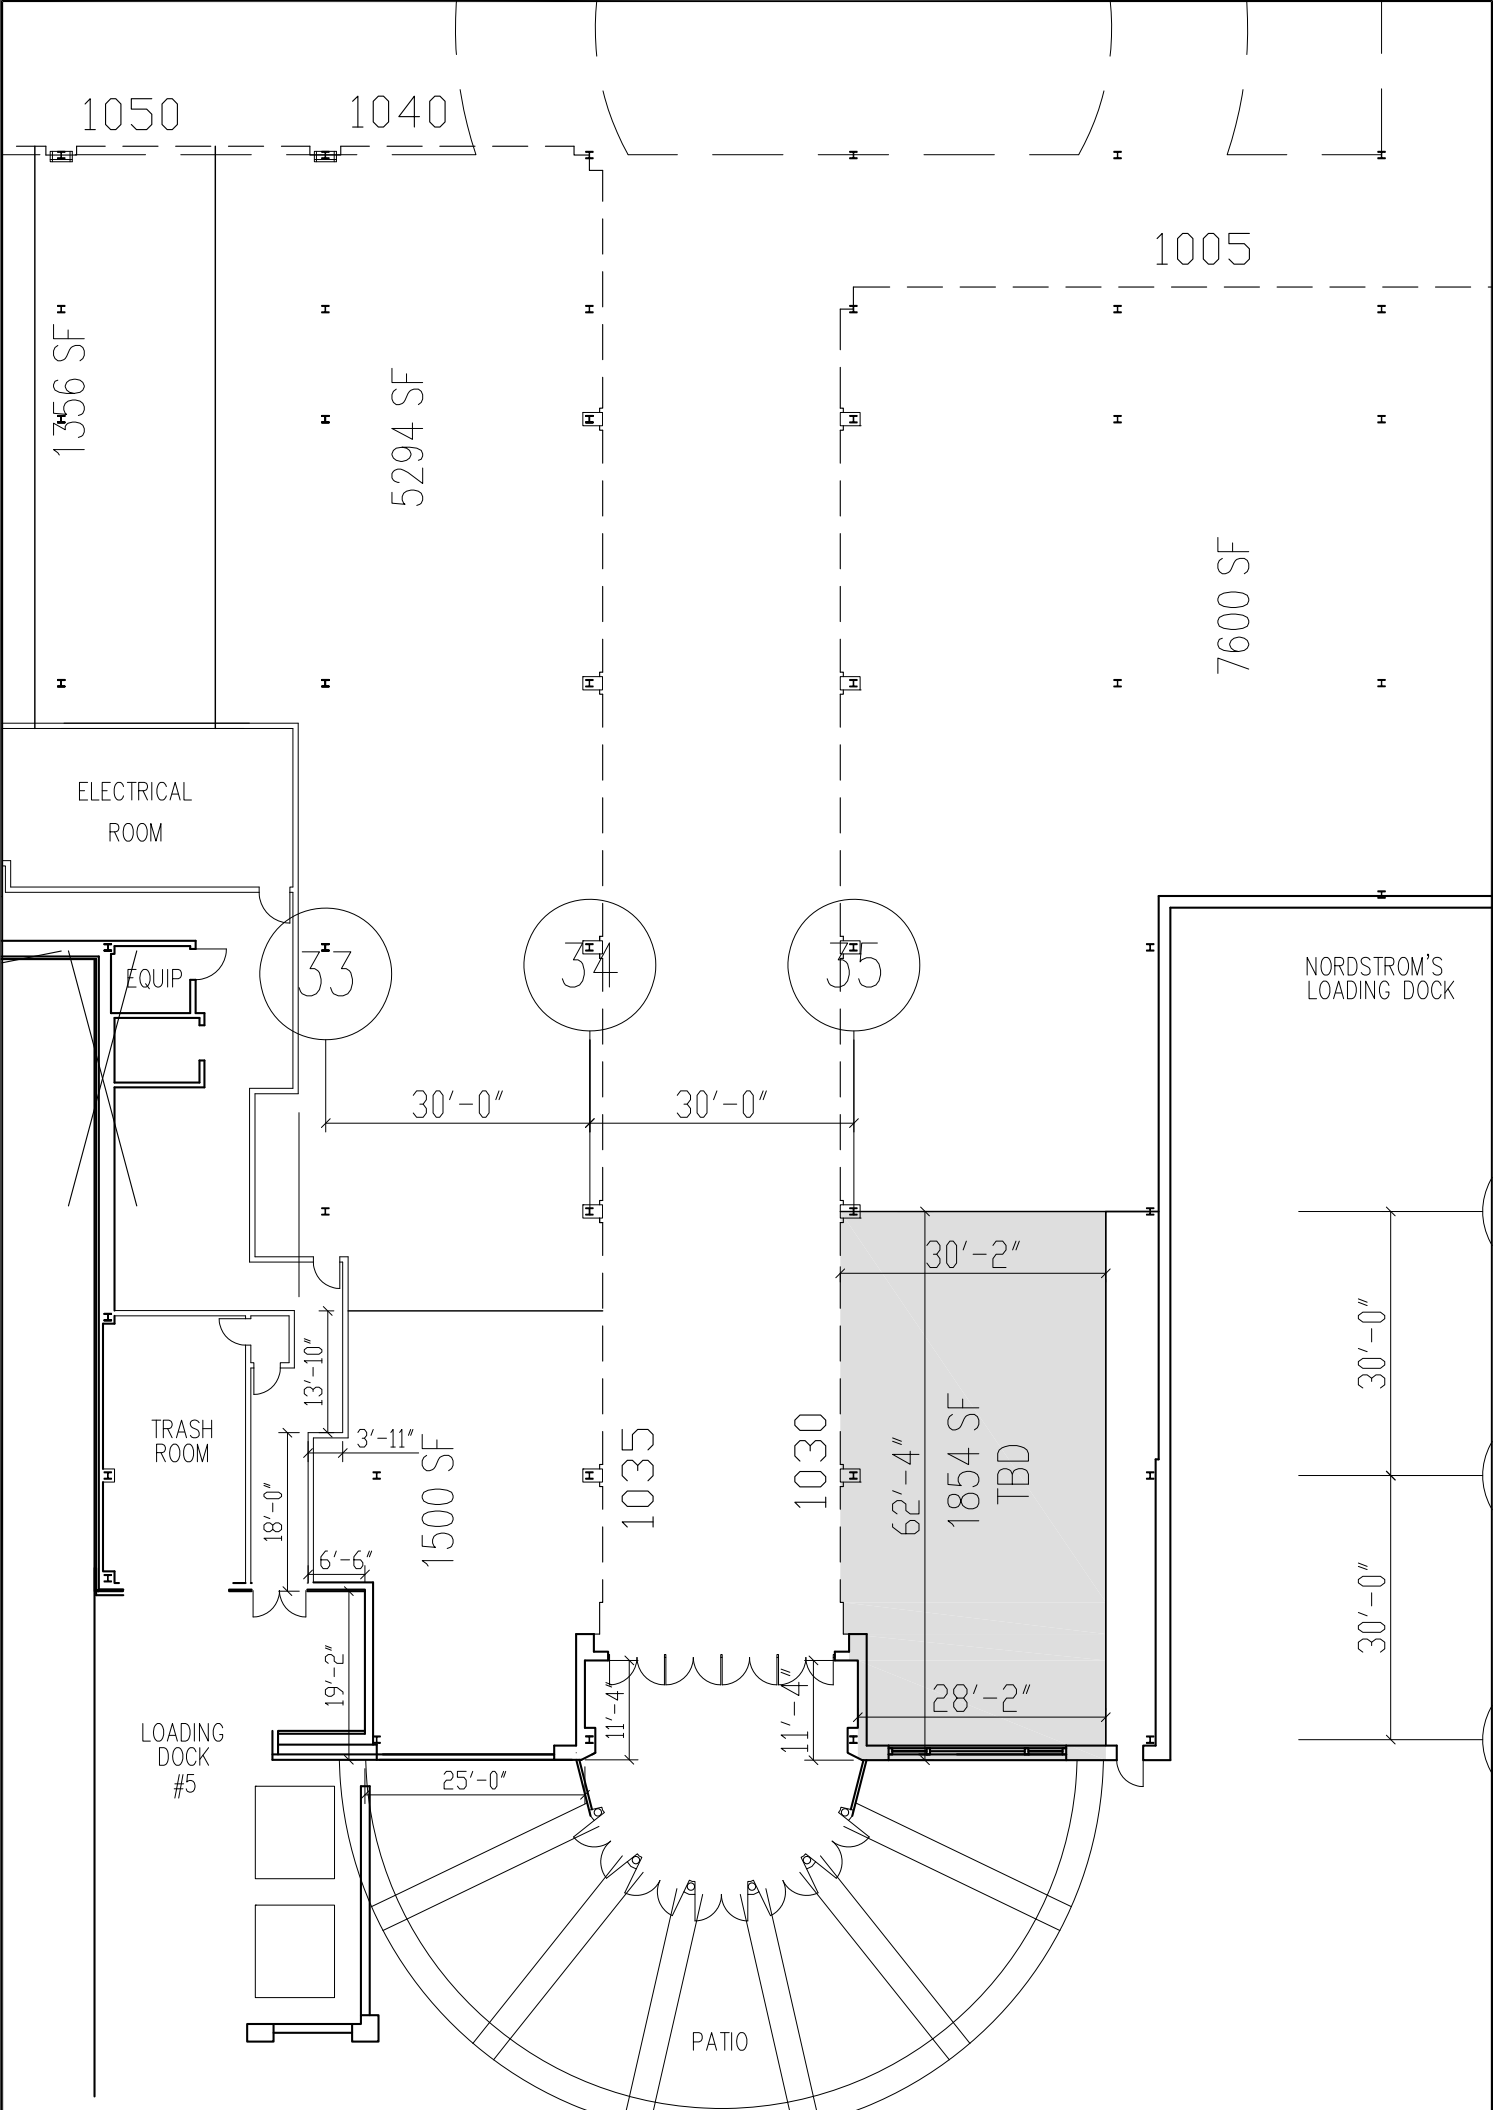 1050
1040
1005
1356 SF
5294 SF
7600 SF
ELECTRICAL
ROOM
33
34
35
EQUIP
NORDSTROM'S
LOADING DOCK
30'-0"
30'-0"
30'-2"
30'-0"
13'-10"
TRASH
ROOM
3'-11"
1500 SF
1035
1030
62'-4"
1854 SF
TBD
18'-0"
6'-6"
30'-0"
19'-2"
11'-4"
11'-4"
28'-2"
LOADING
DOCK
#5
25'-0"
PATIO